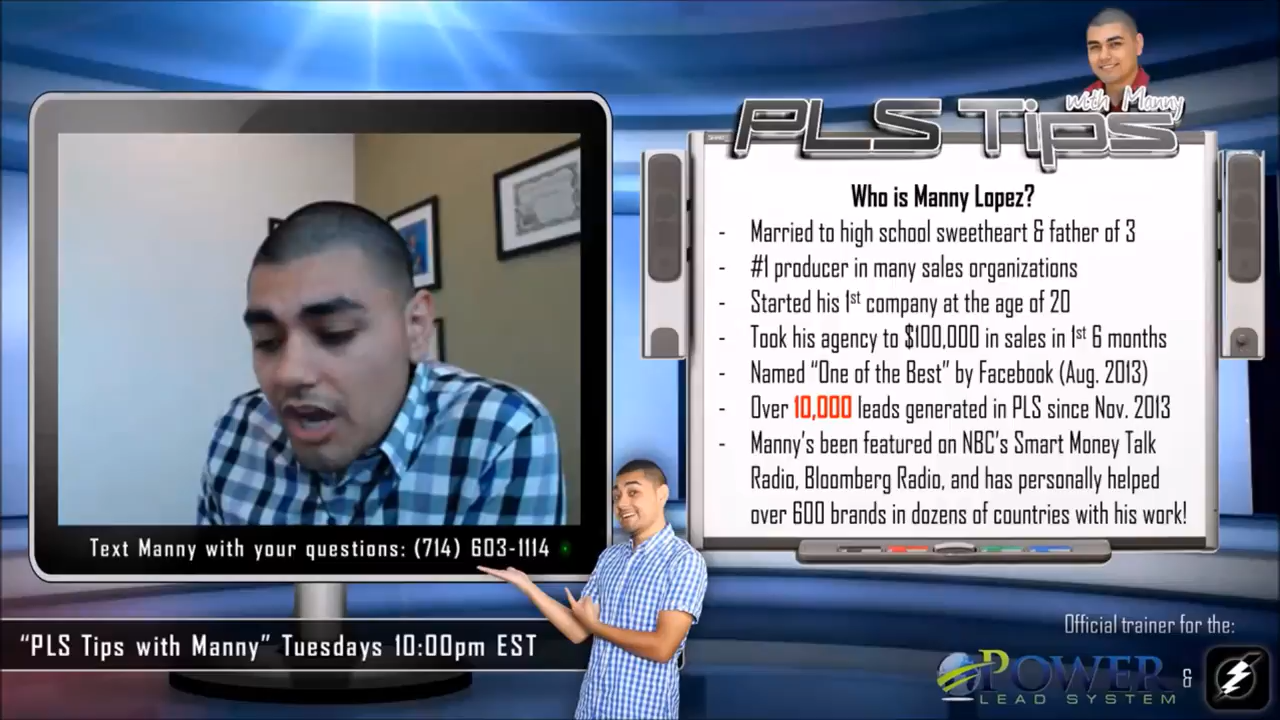 with Manny
PLS Tips
Who is Manny Lopez?
- Married to high school sweetheart & father of 3
- #1 producer in many sales organizations
- Started his 1st company at the age of 20
- Took his agency to $100,000 in sales in 1st 6 months
- Named “One of the Best” by Facebook (Aug. 2013)
- Over 10,000 leads generated in PLS since Nov. 2013
- Manny’s been featured on NBC’s Smart Money Talk
Radio, Bloomberg Radio, and has personally helped
over 600 brands in dozens of countries with his work!
Text Manny with your questions: (714) 603-1114
“PLS Tips with Manny” Tuesdays 10:00pm EST
Official trainer for the:
POWER
LEAD SYSTEM
&